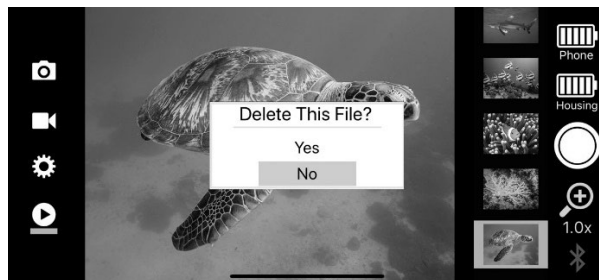 Delete This File?
Yes
No
Phone
Housing
1.0x